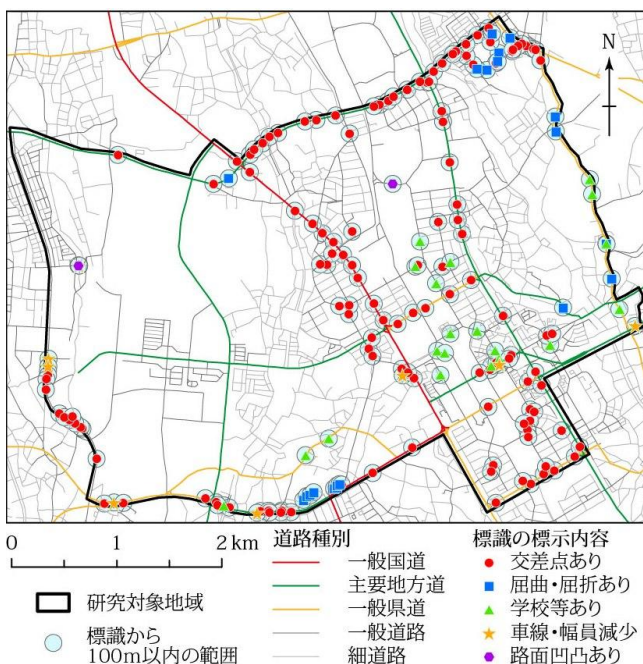 N
0 1 2 km
研究対象地域
標識から
100m以内の範囲
道路種別
一般国道
主要地方道
一般県道
一般道路
細道路
標識の標示内容
交差点あり
屈曲・屈折あり
学校等あり
車線・幅員減少
路面凹凸あり